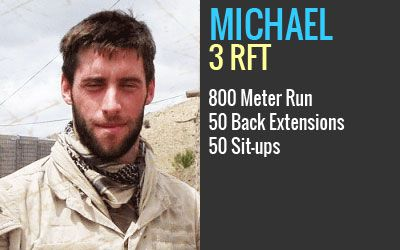 MICHAEL
3 RFT
800 Meter Run
50 Back Extensions
50 Sit-ups